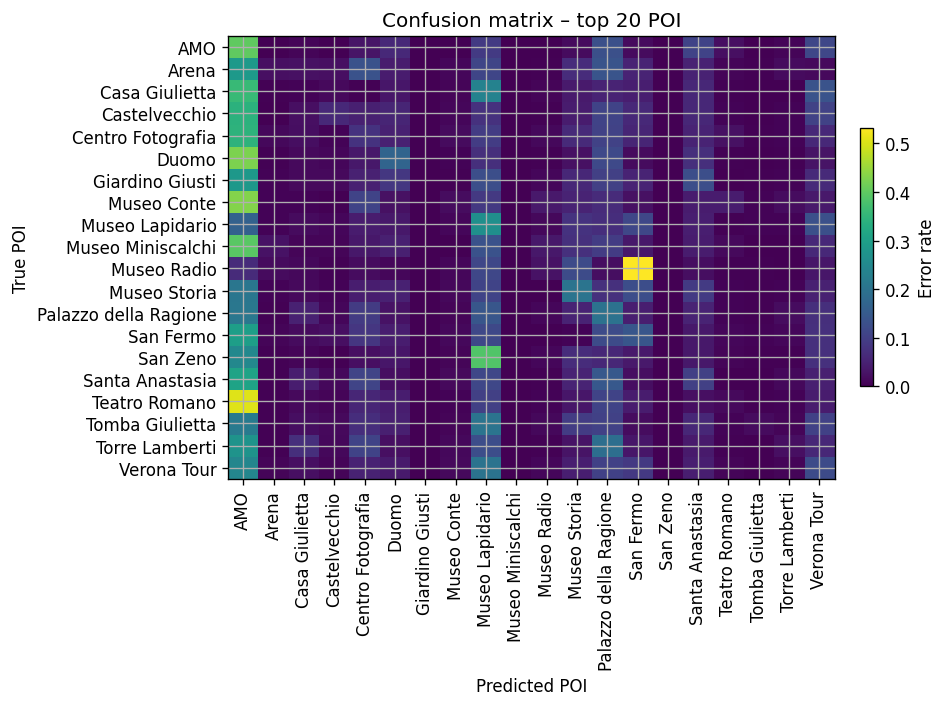 Confusion matrix – top 20 POI
True POI
AMO
Arena
Casa Giulietta
Castelvecchio
Centro Fotografia
Duomo
Giardino Giusti
Museo Conte
Museo Lapidario
Museo Miniscalchi
Museo Radio
Museo Storia
Palazzo della Ragione
San Fermo
San Zeno
Santa Anastasia
Teatro Romano
Tomba Giulietta
Torre Lamberti
Verona Tour
AMO
Arena
Casa Giulietta
Castelvecchio
Centro Fotografia
Duomo
Giardino Giusti
Museo Conte
Museo Lapidario
Museo Miniscalchi
Museo Radio
Museo Storia
Palazzo della Ragione
San Fermo
San Zeno
Santa Anastasia
Teatro Romano
Tomba Giulietta
Torre Lamberti
Verona Tour
Predicted POI
0.5
0.4
0.3
0.2
0.1
0.0
Error rate